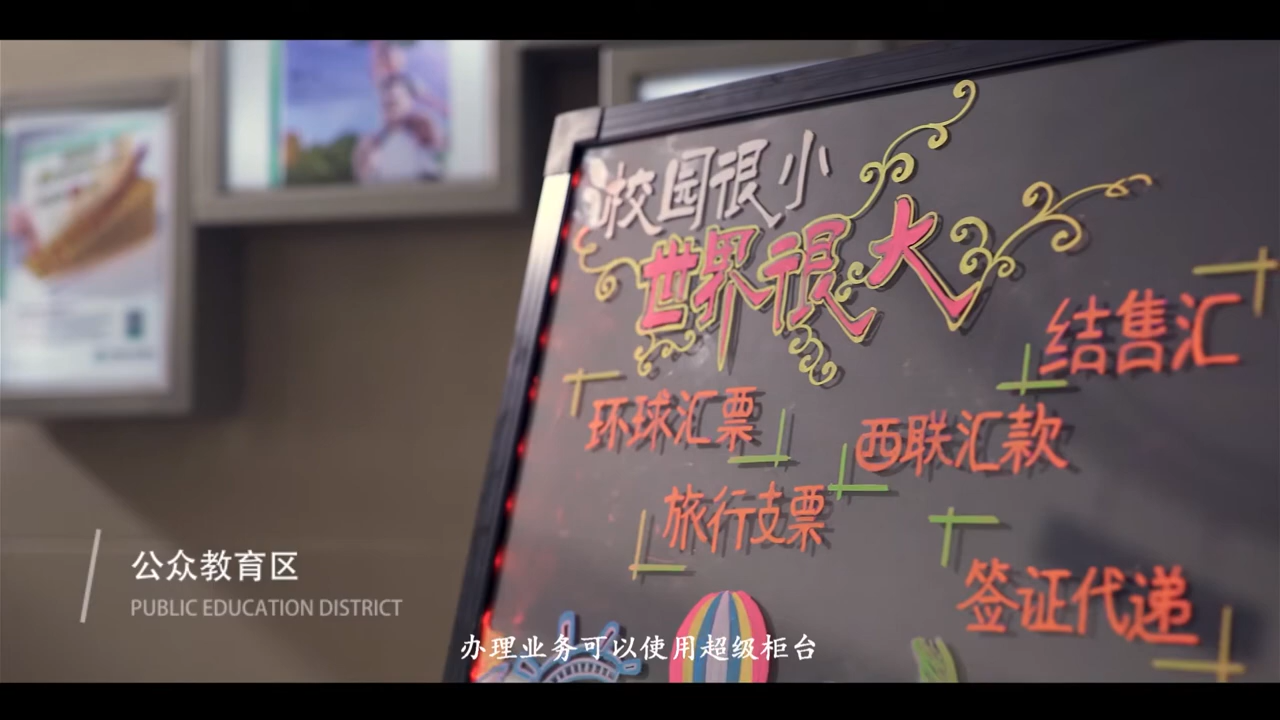 校园很小
世界很大
结售汇
环球汇票
西联汇款
旅行支票
签证代递
公众教育区
PUBLIC EDUCATION DISTRICT
办理业务可以使用超级柜台